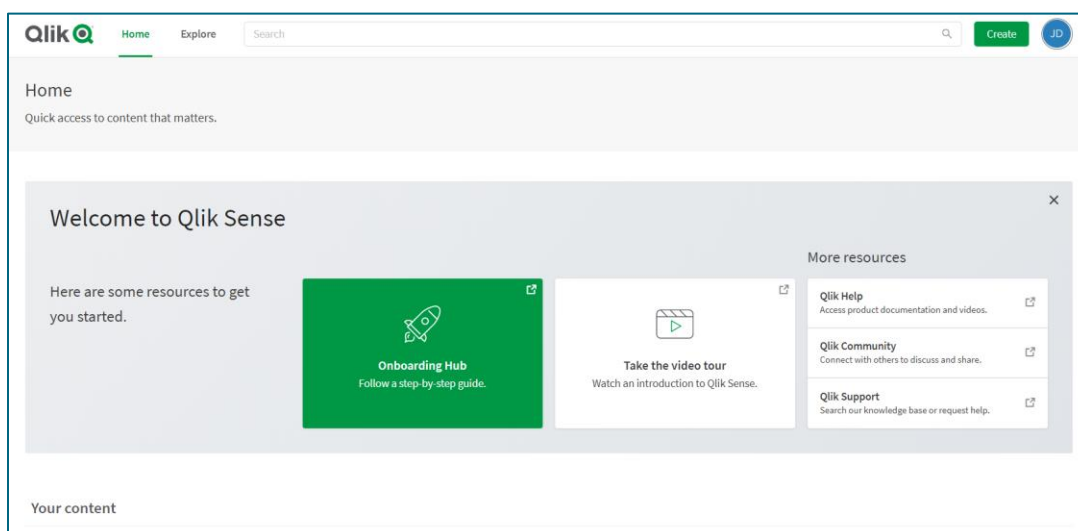 Qlik
Home
Explore
Search
Create
JD
Home
Quick access to content that matters.
Welcome to Qlik Sense
Here are some resources to get
you started.
Onboarding Hub
Follow a step-by-step guide.
Take the video tour
Watch an introduction to Qlik Sense.
More resources
Qlik Help
Access product documentation and videos.
Qlik Community
Connect with others to discuss and share.
Qlik Support
Search our knowledge base or request help.
Your content